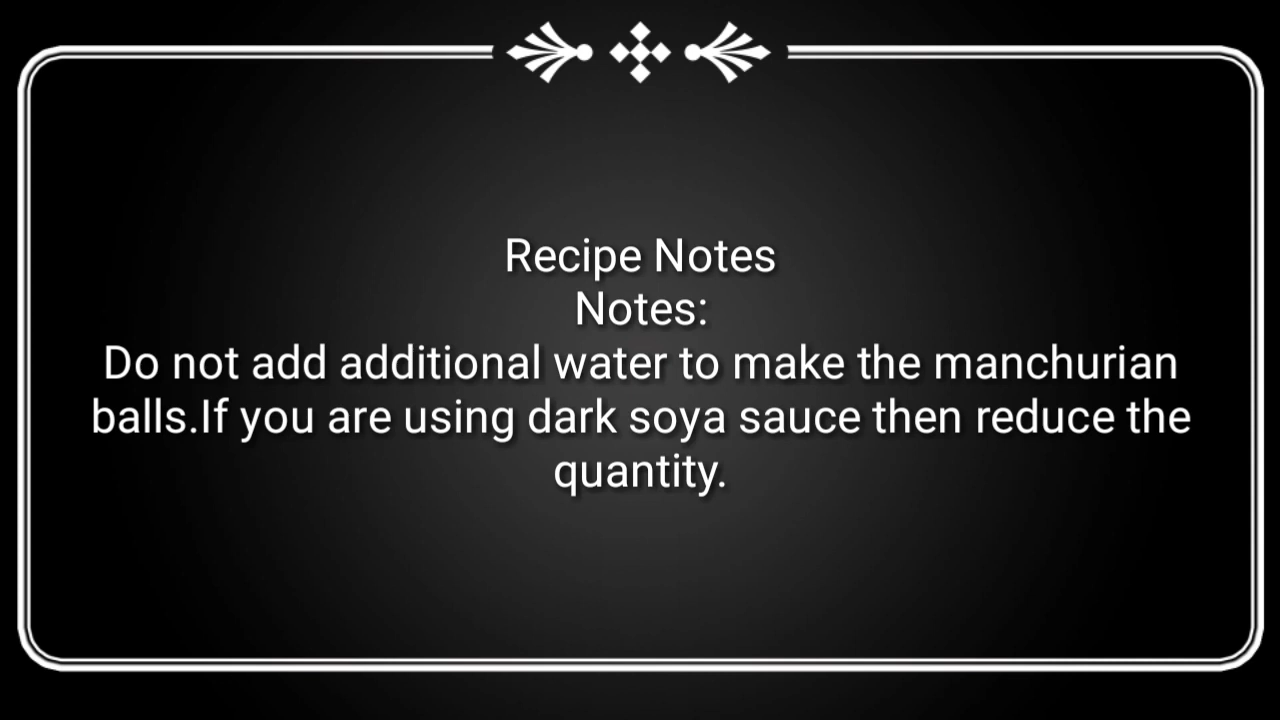 Recipe Notes
Notes:
Do not add additional water to make the manchurian
balls.If you are using dark soya sauce then reduce the
quantity.